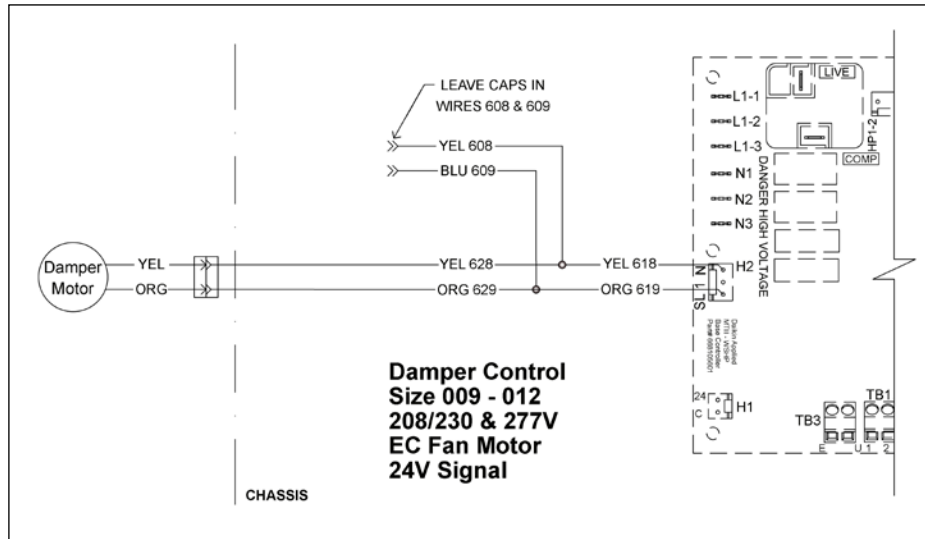 LEAVE CAPS IN
WIRES 608 & 609
YEL 608
BLU 609
Damper
Motor
YEL
ORG
YEL 628
ORG 629
YEL 618
ORG 619
CHASSIS
Damper Control
Size 009 - 012
208/230 & 277V
EC Fan Motor
24V Signal
L1-1
L1-2
L1-3
N1
N2
N3
LIVE
COMP
HP1-2
DANGER HIGH VOLTAGE
H2
SL1 N
Daikin Applied
MTIII - WSHP
Base Controller
24
C
H1
TB3
TB1
E
U
1
2